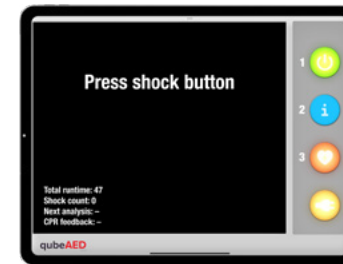 Press shock button
Total runtime: 47
Shock count: 0
Next analysis: –
CPR feedback: –
qubeAED
1
2
i
3